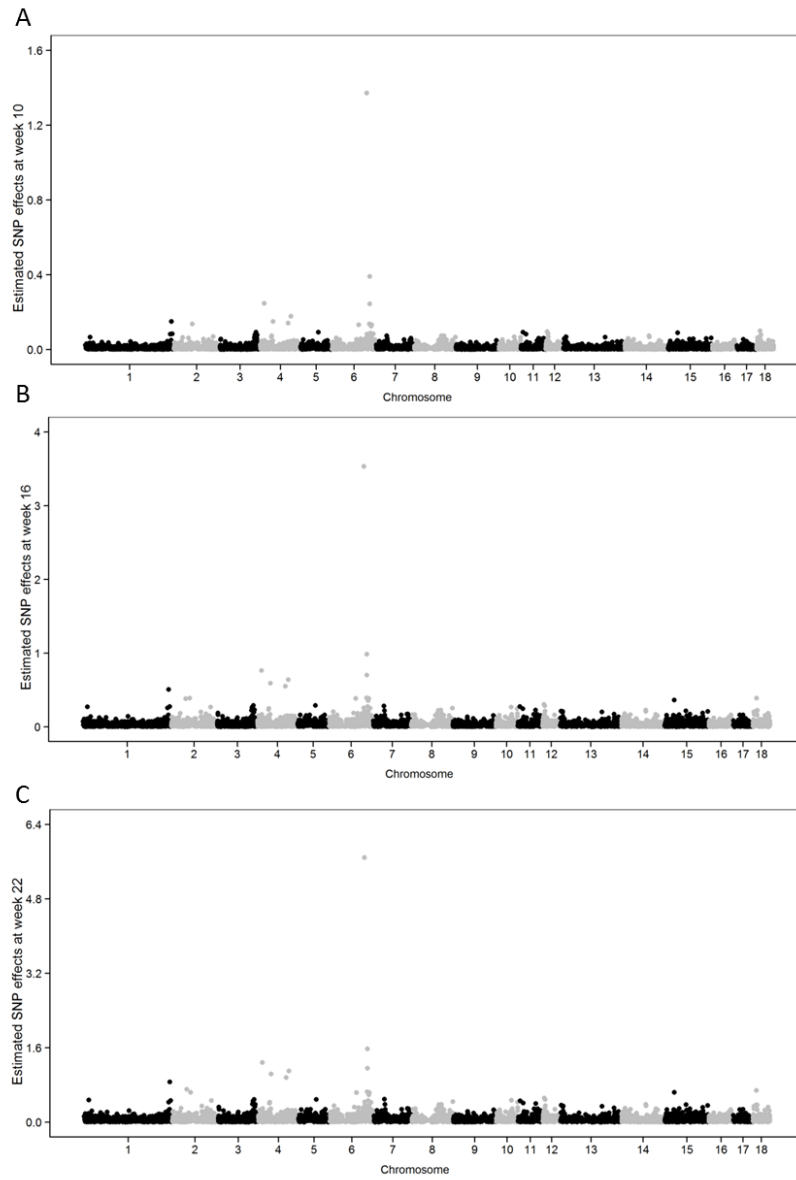 A
Estimated SNP effects at week 10
1.6
1.2
0.8
0.4
0.0
1 2 3 4 5 6 7 8 9 10 11 12 13 14 15 16 17 18
Chromosome
B
Estimated SNP effects at week 16
4
3
2
1
0
1 2 3 4 5 6 7 8 9 10 11 12 13 14 15 16 17 18
Chromosome
C
Estimated SNP effects at week 22
6.4
4.8
3.2
1.6
0.0
1 2 3 4 5 6 7 8 9 10 11 12 13 14 15 16 17 18
Chromosome